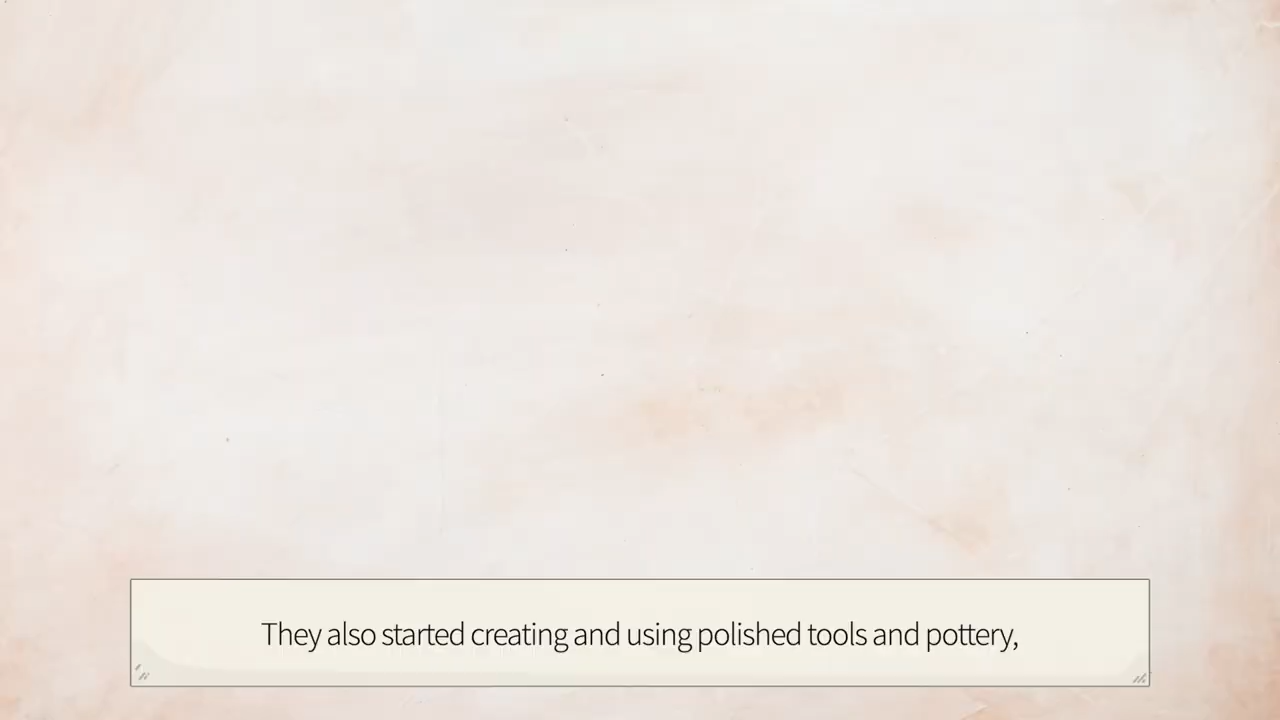 They also started creating and using polished tools and pottery,